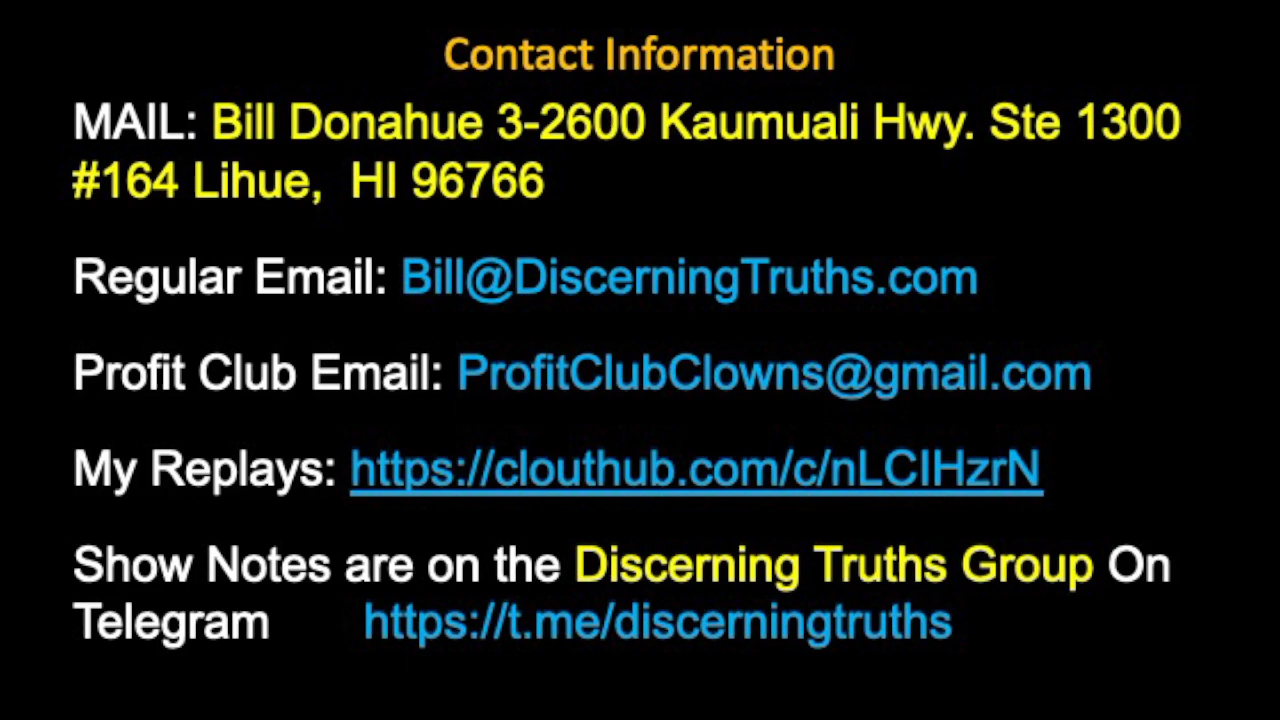 Contact Information
MAIL: Bill Donahue 3-2600 Kaumuali Hwy. Ste 1300
#164 Lihue, HI 96766
Regular Email: Bill@DiscerningTruths.com
Profit Club Email: ProfitClubClowns@gmail.com
My Replays: https://clouthub.com/c/nLCIHzrN
Show Notes are on the Discerning Truths Group On
Telegram https://t.me/discerningtruths